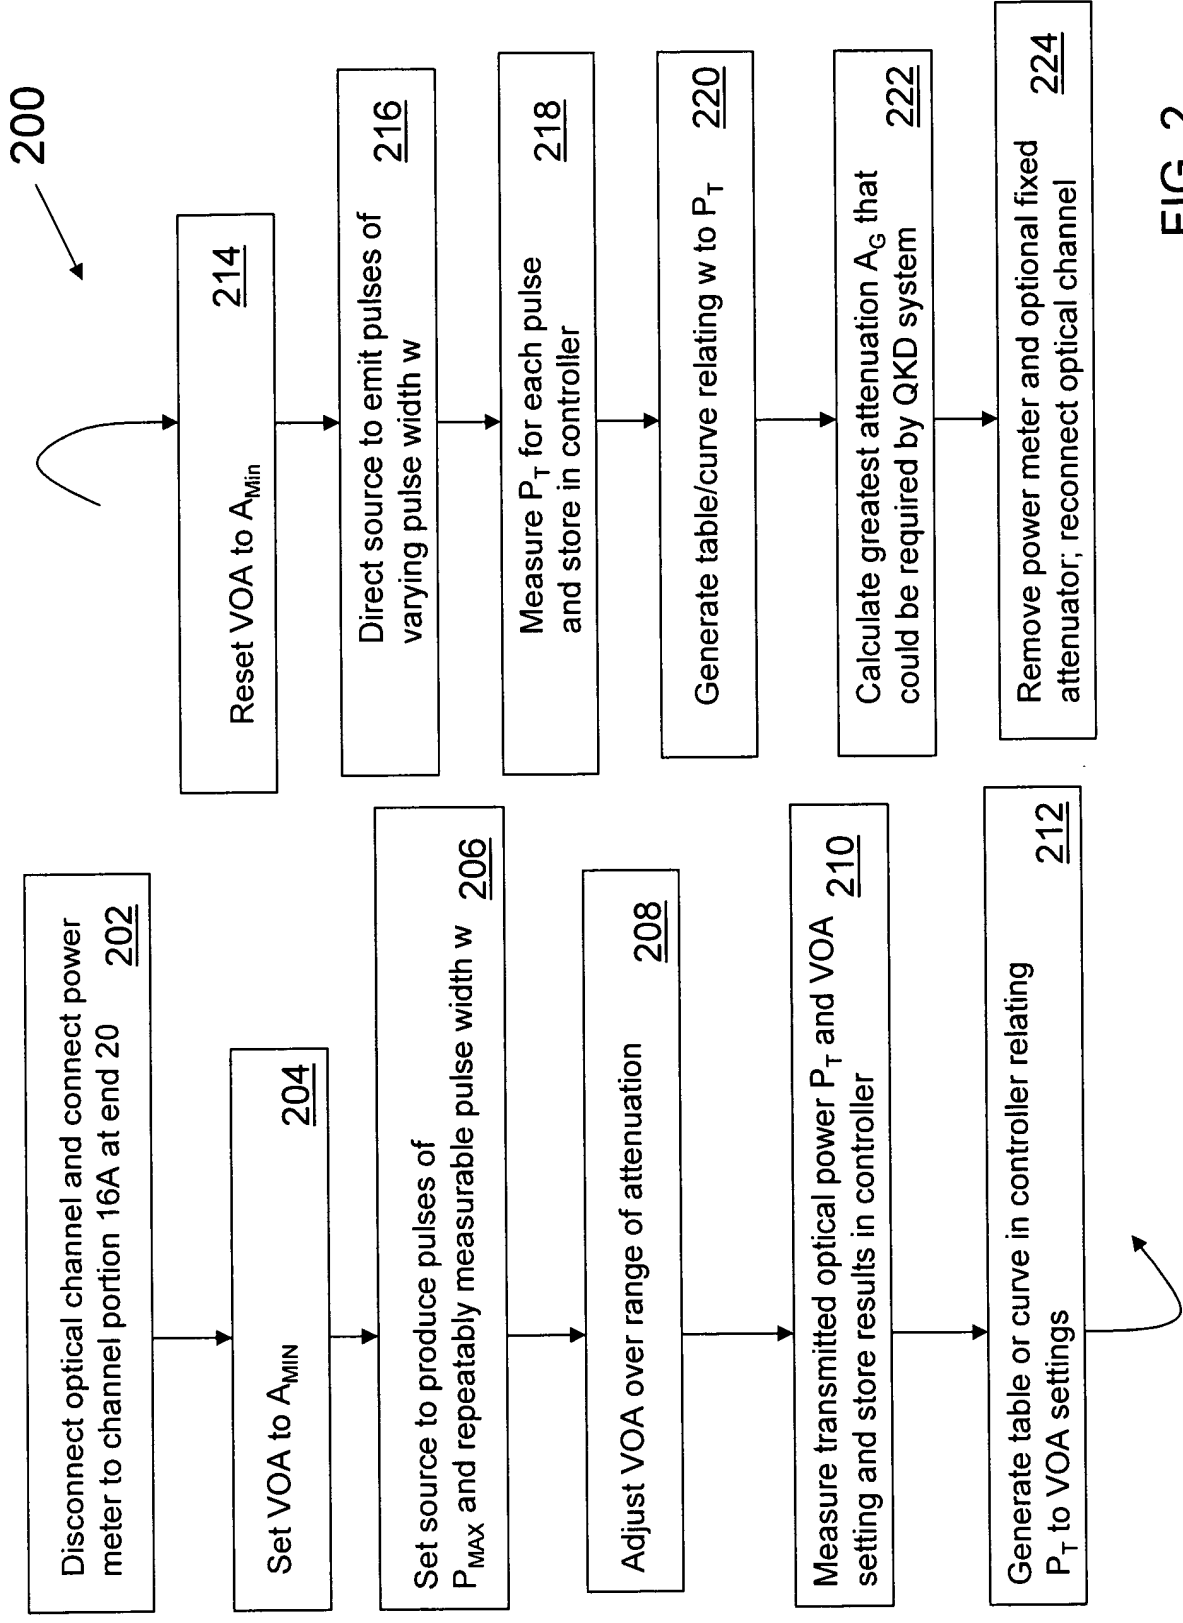 200
Disconnect optical channel and connect power
meter to channel portion 16A at end 20
202
Set VOA to A_MIN
204
Set source to produce pulses of
P_MAX and repeatably measurable pulse width w
206
Adjust VOA over range of attenuation
208
Measure transmitted optical power P_T and VOA
setting and store results in controller
210
Generate table or curve in controller relating
P_T to VOA settings
212
Reset VOA to A_Min
214
Direct source to emit pulses of
varying pulse width w
216
Measure P_T for each pulse
and store in controller
218
Generate table/curve relating w to P_T
220
Calculate greatest attenuation A_G that
could be required by QKD system
222
Remove power meter and optional fixed
attenuator; reconnect optical channel
224
FIG. 2